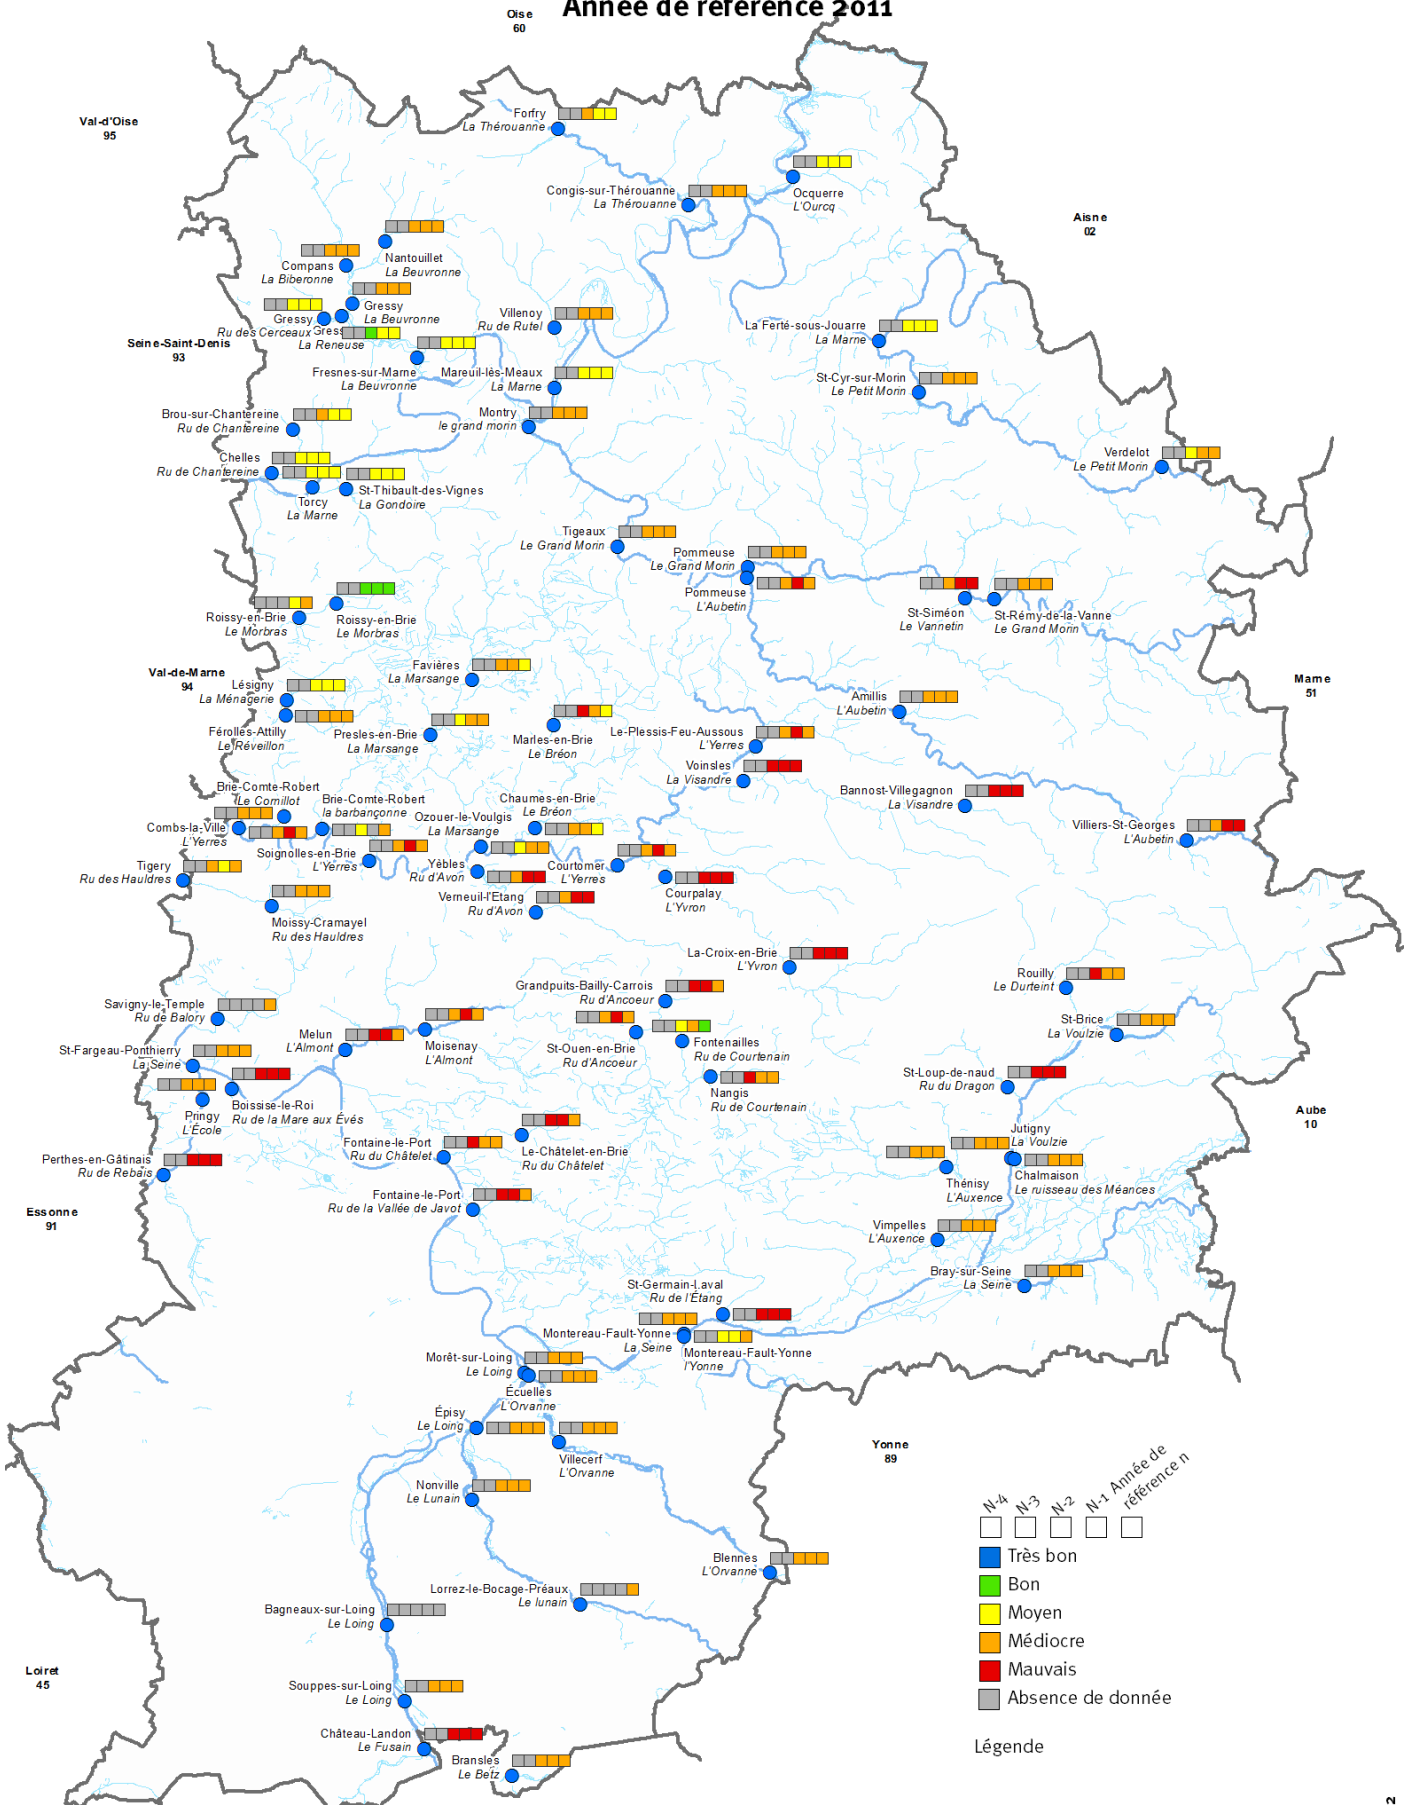 Année de référence 2011
Oise
60
Val-d'Oise
95
Forfry
La Thérouanne
Ocquerre
L'Ourcq
Congis-sur-Thérouanne
La Thérouanne
Aisne
02
Nantouillet
La Beuvronne
Compans
La Biberonne
Gressy
La Beuvronne
Gressy
Ru des Cerceaux
Gress
La Reneuse
Villenoy
Ru de Rutel
La Ferté-sous-Jouarre
La Marne
Seine-Saint-Denis
93
Fresnes-sur-Marne
La Beuvronne
Mareuil-lès-Meaux
La Marne
St-Cyr-sur-Morin
Le Petit Morin
Brou-sur-Chantereine
Ru de Chantereine
Montry
le grand morin
Verdelot
Le Petit Morin
Chelles
Ru de Chantereine
Torcy
La Marne
St-Thibault-des-Vignes
La Gondoire
Tigeaux
Le Grand Morin
Pommeuse
Le Grand Morin
Pommeuse
L'Aubetin
St-Siméon
Le Vannetin
St-Rémy-de-la-Vanne
Le Grand Morin
Roissy-en-Brie
Le Morbras
Roissy-en-Brie
Le Morbras
Val-de-Marne
94
Favières
La Marsange
Marne
51
Lésigny
La Ménagerie
Férolles-Attilly
Le Réveillon
Presles-en-Brie
La Marsange
Marles-en-Brie
Le Bréon
Le-Plessis-Feu-Aussous
L'Yerres
Amillis
L'Aubetin
Voinsles
La Visandre
Bannost-Villegagnon
La Visandre
Villiers-St-Georges
L'Aubetin
Brie-Comte-Robert
Le Cornillot
Brie-Comte-Robert
la barbançonne
Ozouer-le-Voulgis
La Marsange
Chaumes-en-Brie
Le Bréon
Combs-la-Ville
L'Yerres
Soignolles-en-Brie
L'Yerres
Yèbles
Ru d'Avon
Courtomer
L'Yerres
Courpalay
L'Yvron
Tigery
Ru des Hauldres
Verneuil-l'Etang
Ru d'Avon
Moissy-Cramayel
Ru des Hauldres
La-Croix-en-Brie
L'Yvron
Rouilly
Le Durteint
Grandpuits-Bailly-Carrois
Ru d'Ancoeur
Savigny-le-Temple
Ru de Balory
Melun
L'Almont
Moisenay
L'Almont
St-Ouen-en-Brie
Ru d'Ancoeur
Fontenailles
Ru de Courtenain
St-Brice
La Voulzie
St-Fargeau-Ponthierry
La Seine
Boissise-le-Roi
Ru de la Mare aux Évés
Pringy
L'École
Nangis
Ru de Courtenain
St-Loup-de-naud
Ru du Dragon
Aube
10
Fontaine-le-Port
Ru du Châtelet
Le-Châtelet-en-Brie
Ru du Châtelet
Jutigny
La Voulzie
Perthes-en-Gâtinais
Ru de Rebais
Thénisy
L'Auxence
Chalmaison
Le ruisseau des Méances
Fontaine-le-Port
Ru de la Vallée de Javot
Essonne
91
Vimpelles
L'Auxence
Bray-sur-Seine
La Seine
St-Germain-Laval
Ru de l'Étang
Montereau-Fault-Yonne
La Seine
Montereau-Fault-Yonne
l'Yonne
Morêt-sur-Loing
Le Loing
Écuelles
L'Orvanne
Épisy
Le Loing
Villecerf
L'Orvanne
Yonne
89
Nonville
Le Lunain
Blennes
L'Orvanne
Lorrez-le-Bocage-Préaux
Le lunain
Bagneaux-sur-Loing
Le Loing
Loiret
45
Souppes-sur-Loing
Le Loing
Château-Landon
Le Fusain
Bransles
Le Betz
N-4
N-3
N-2
N-1
Année de
référence n
Très bon
Bon
Moyen
Médiocre
Mauvais
Absence de donnée
Légende
2